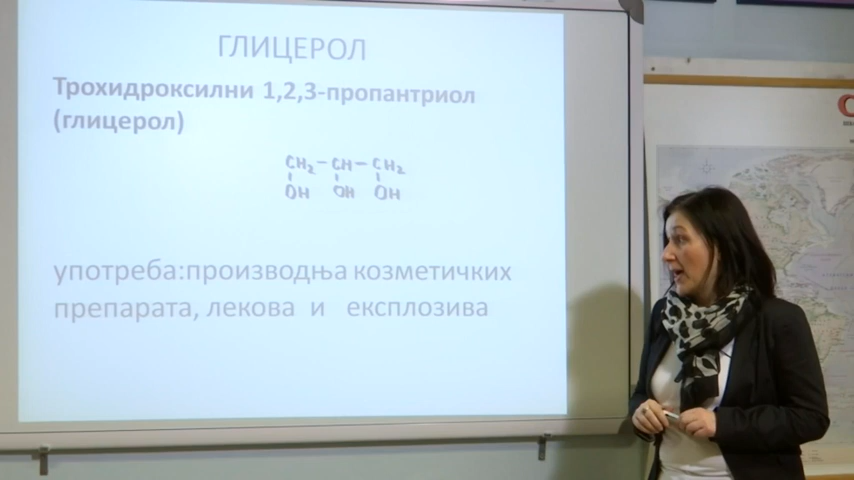 ГЛИЦЕРОЛ
Трохидроксилни 1,2,3-пропантриол
(глицерол)
CH₂ – CH – CH₂
OH OH OH
употреба:производња козметичких
препарата, лекова и експлозива